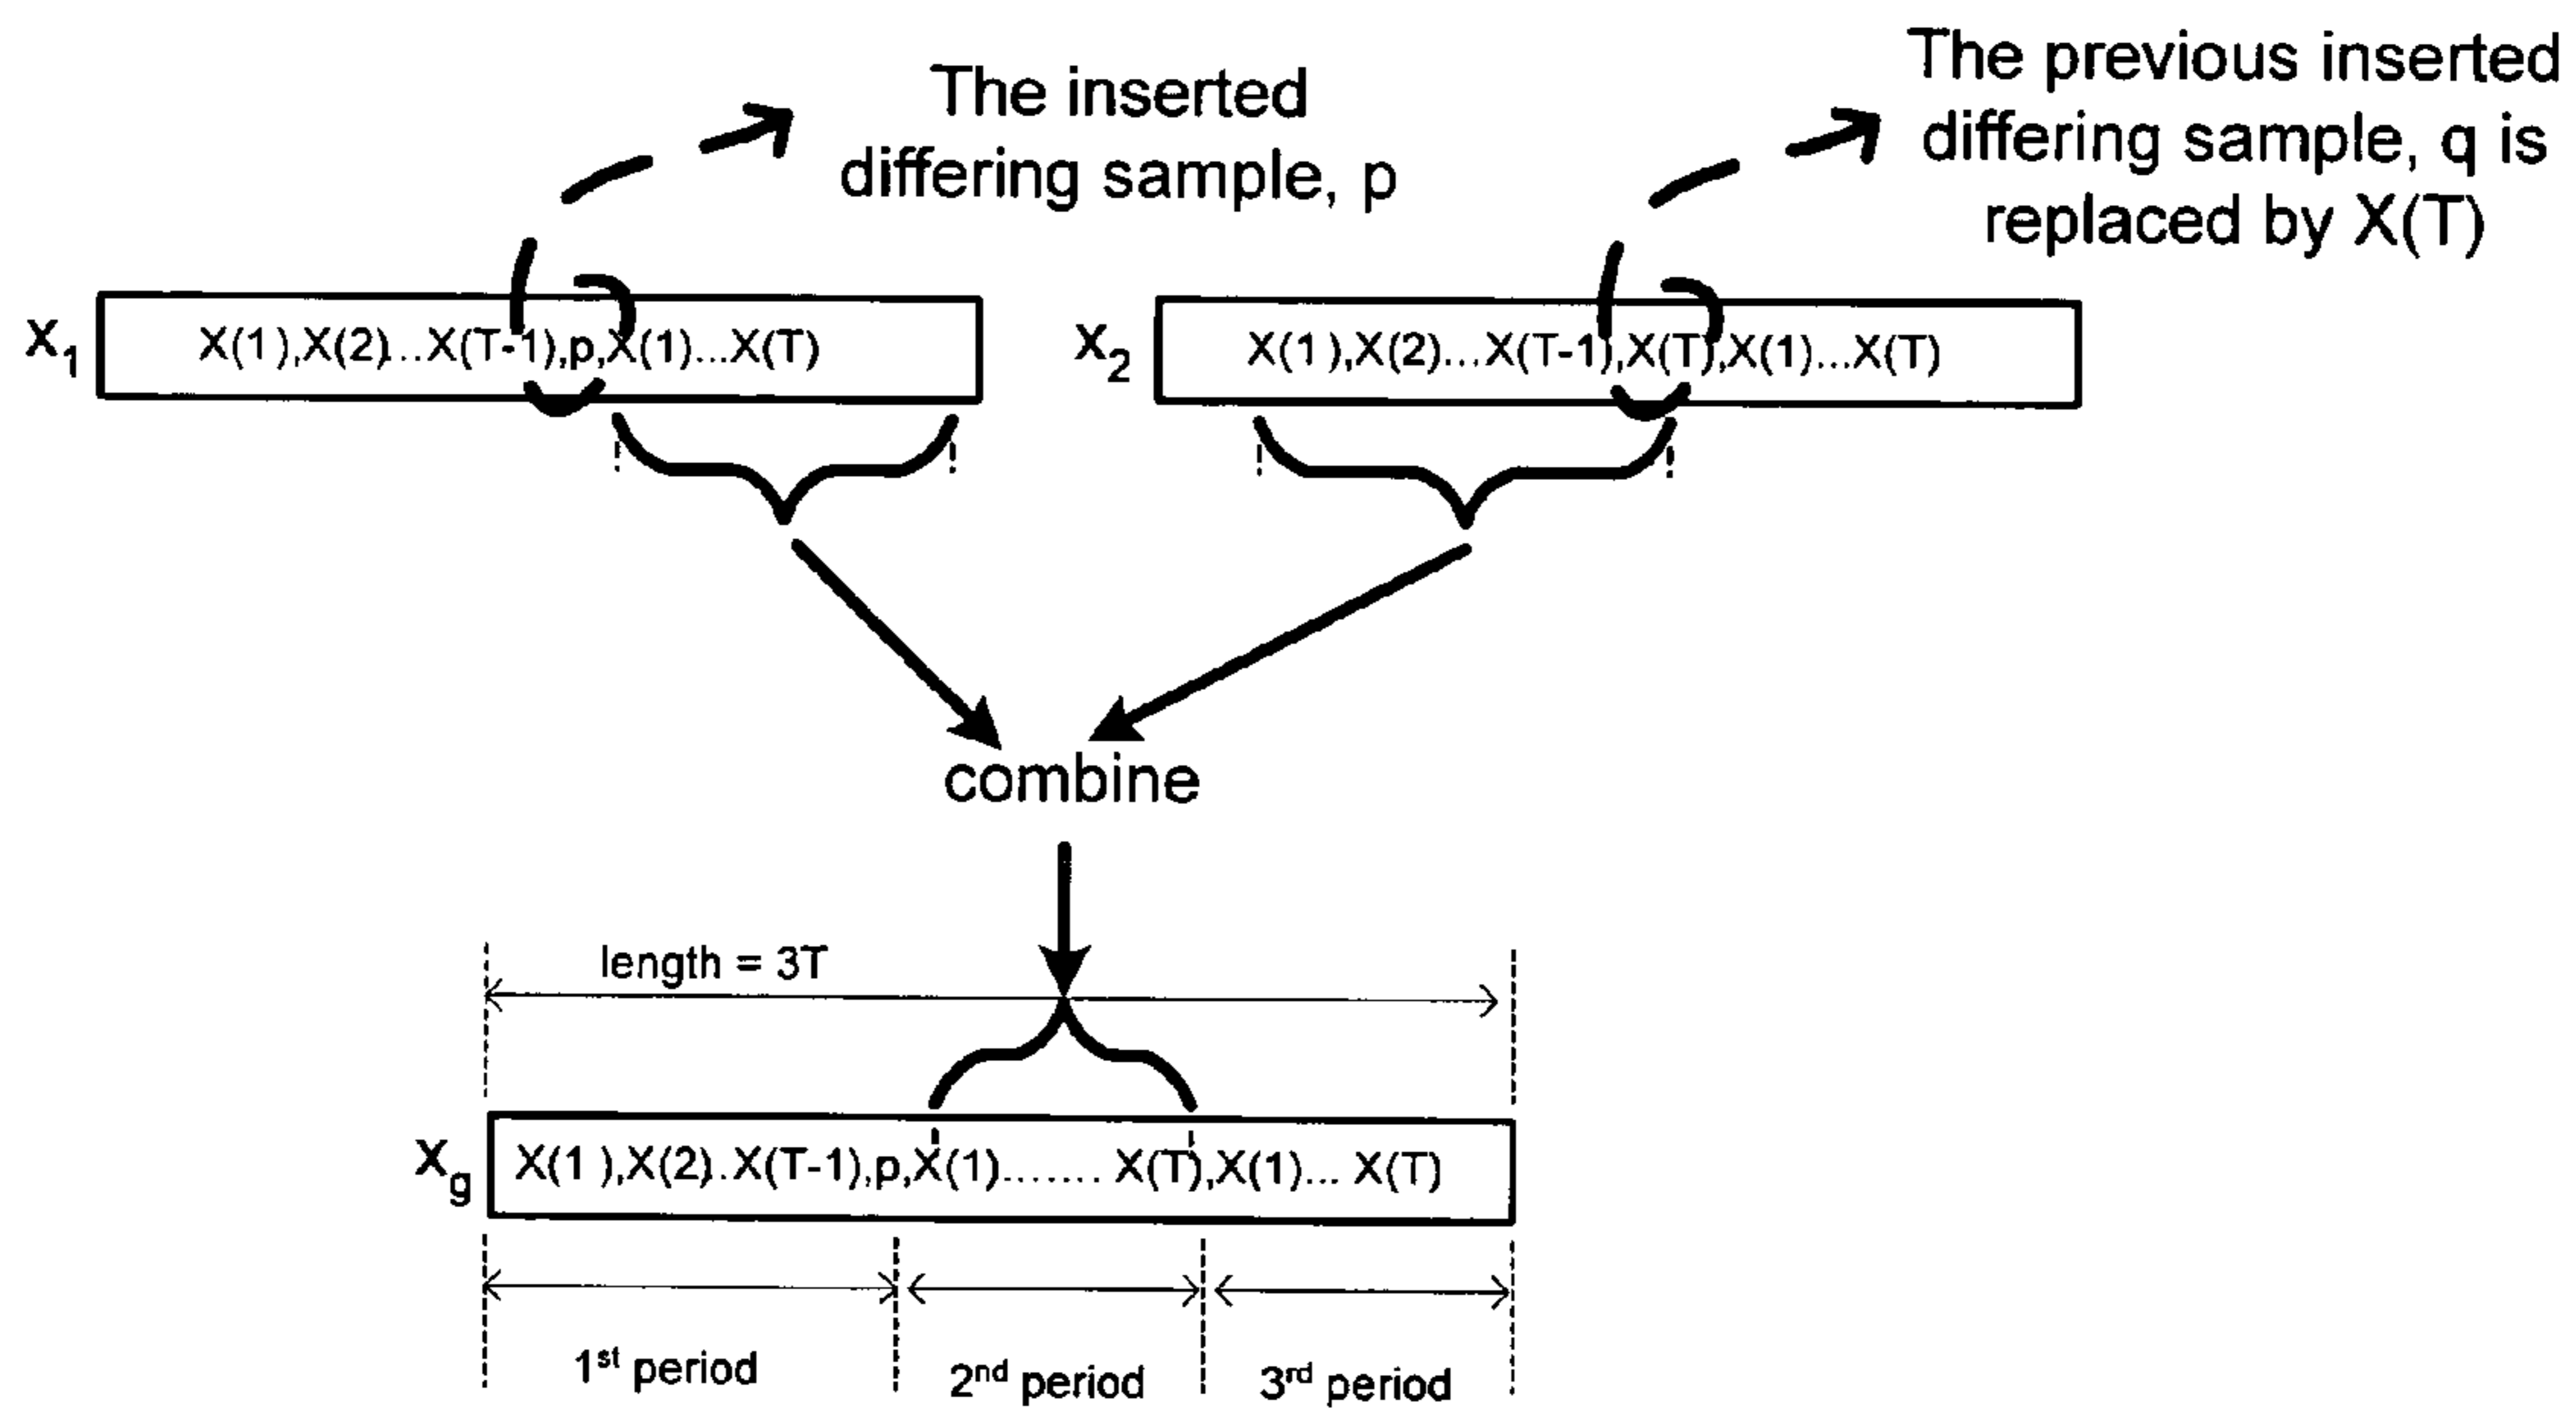 The inserted
differing sample, p
The previous inserted
differing sample, q is
replaced by X(T)
X1
X(1),X(2)...X(T-1),p,X(1)...X(T)
X2
X(1),X(2)...X(T-1),X(T),X(1)...X(T)
combine
length = 3T
Xg
X(1),X(2)..X(T-1),p,X(1)....... X(T),X(1)... X(T)
1st period
2nd period
3rd period